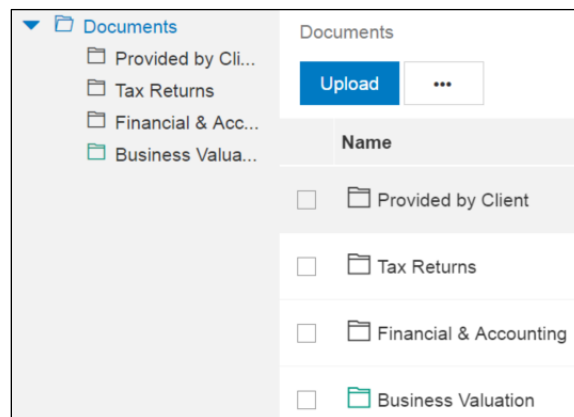 Documents
Provided by Cli...
Tax Returns
Financial & Acc...
Business Valua...
Documents
Upload
•••
Name
Provided by Client
Tax Returns
Financial & Accounting
Business Valuation